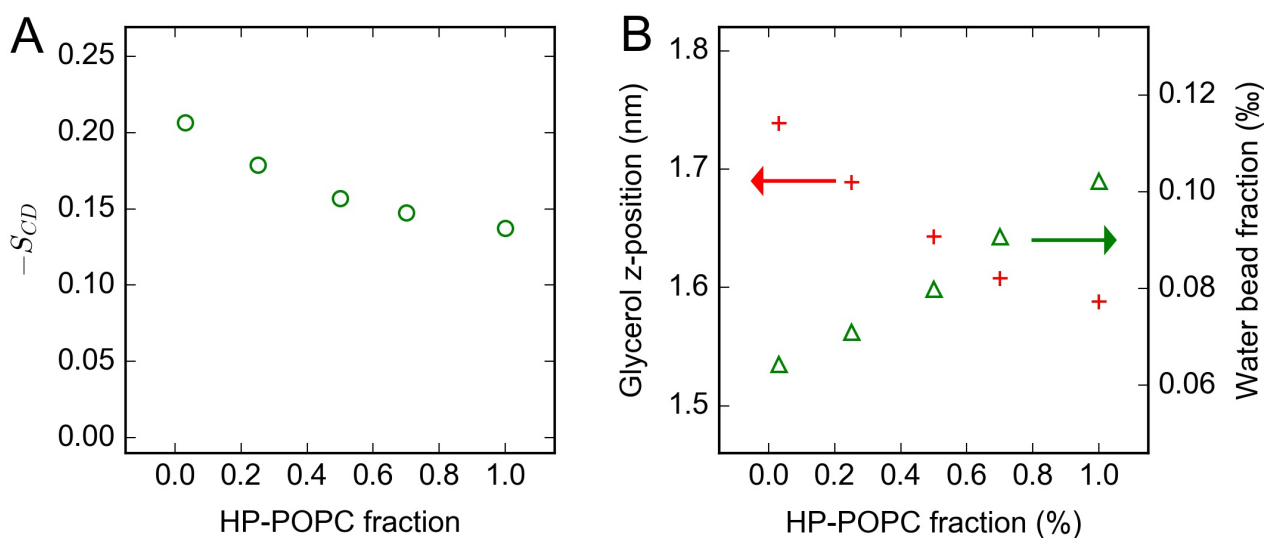 A
B
0.25
0.20
0.15
0.10
0.05
0.00
−S_CD
0.0 0.2 0.4 0.6 0.8 1.0
HP-POPC fraction
1.8
1.7
1.6
1.5
Glycerol z-position (nm)
0.12
0.10
0.08
0.06
Water bead fraction (‰)
0.0 0.2 0.4 0.6 0.8 1.0
HP-POPC fraction (%)